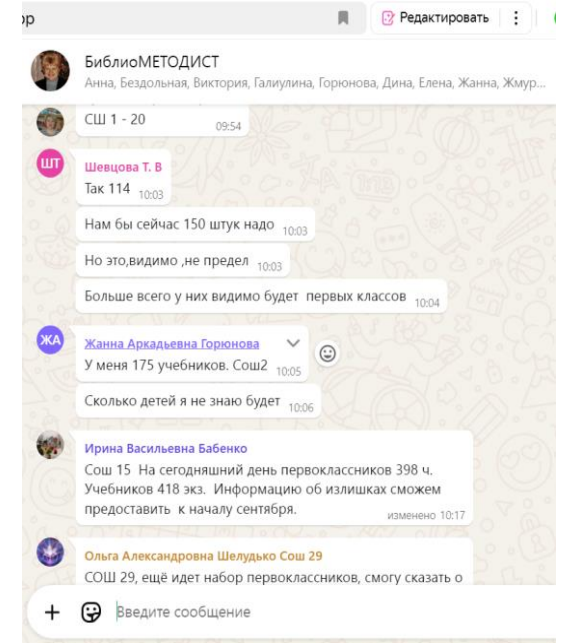 ор
Редактировать
БиблиоМЕТОДИСТ
Анна, Бездольная, Виктория, Галиулина, Горюнова, Дина, Елена, Жанна, Жмур...
СШ 1 - 20
09:54
ШТ
Шевцова Т. В
Так 114 10:03
Нам бы сейчас 150 штук надо 10:03
Но это,видимо ,не предел 10:03
Больше всего у них видимо будет первых классов 10:04
ЖА
Жанна Аркадьевна Горюнова
У меня 175 учебников. Сош2 10:05
Сколько детей я не знаю будет 10:06
Ирина Васильевна Бабенко
Сош 15 На сегодняшний день первоклассников 398 ч.
Учебников 418 экз. Информацию об излишках сможем
предоставить к началу сентября. изменено 10:17
Ольга Александровна Шелудько Сош 29
СОШ 29, ещё идет набор первоклассников, смогу сказать о
Введите сообщение